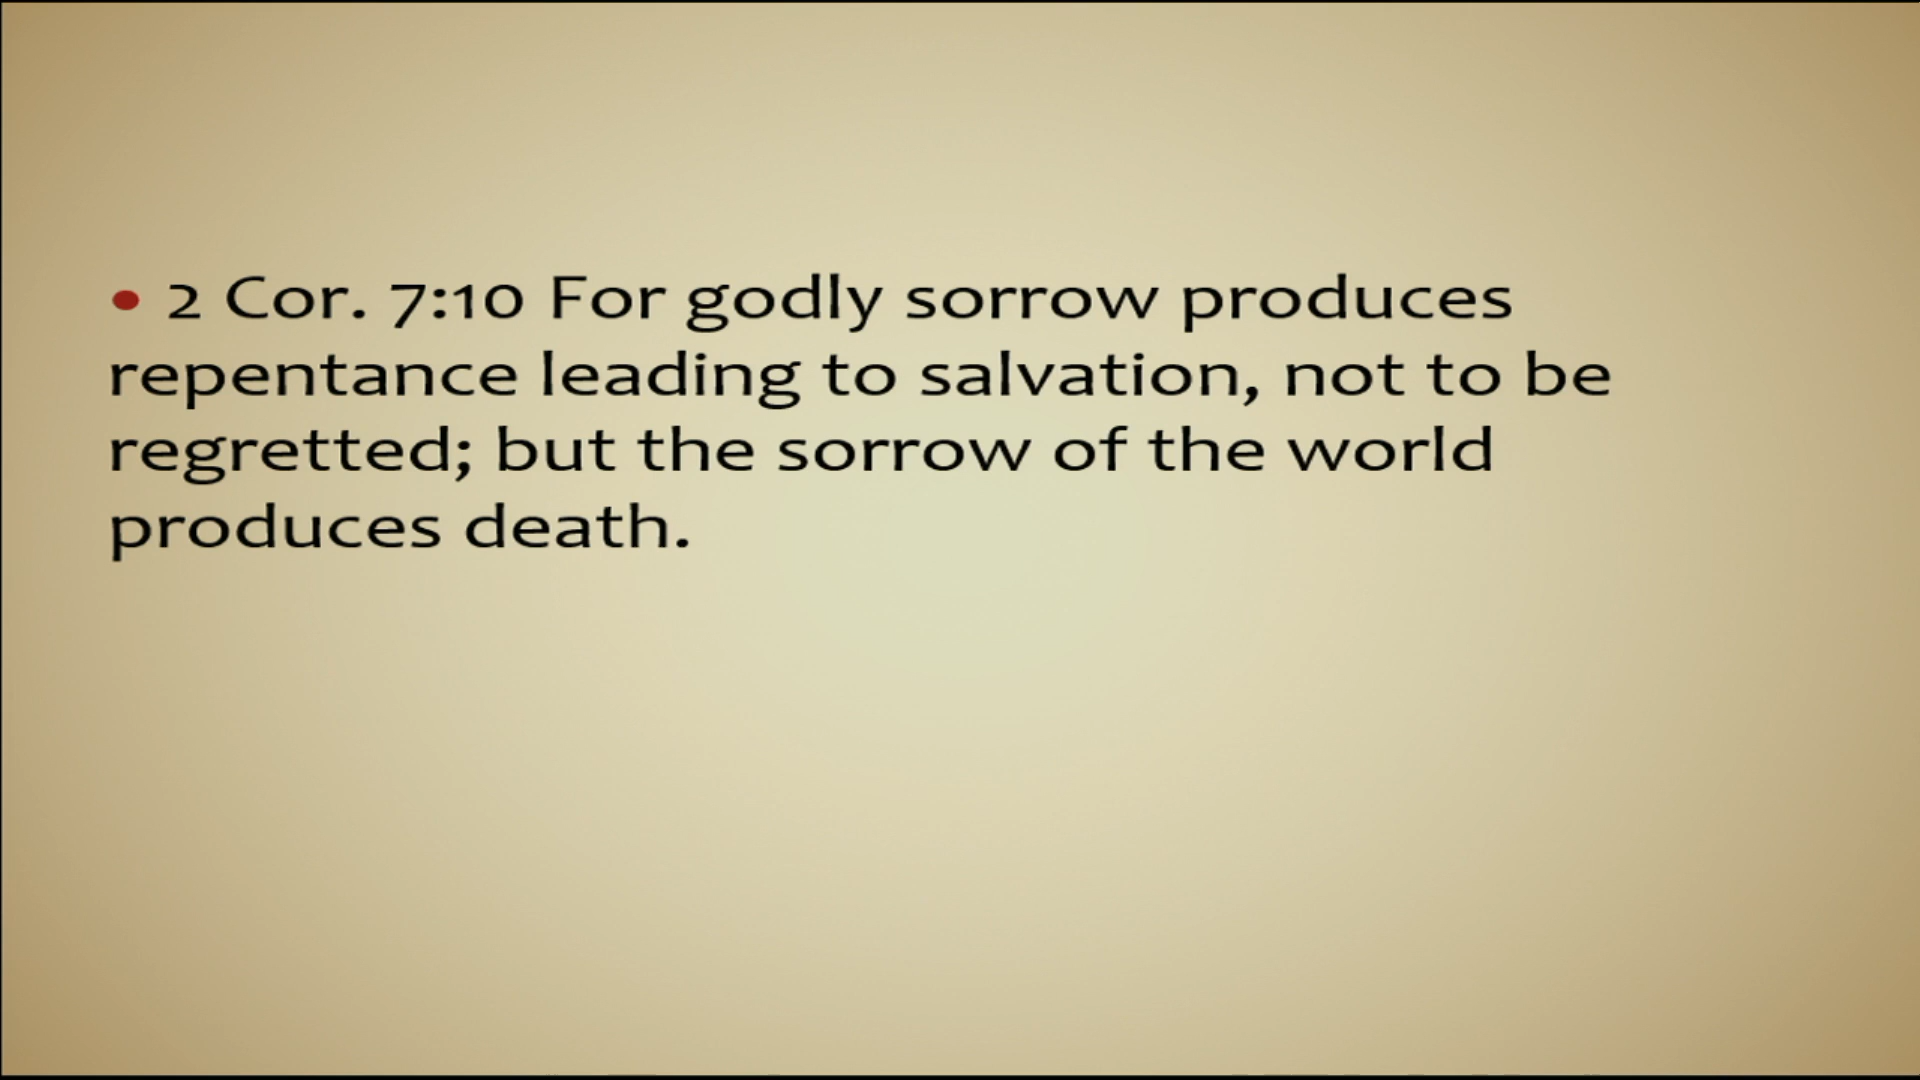 • 2 Cor. 7:10 For godly sorrow produces
repentance leading to salvation, not to be
regretted; but the sorrow of the world
produces death.